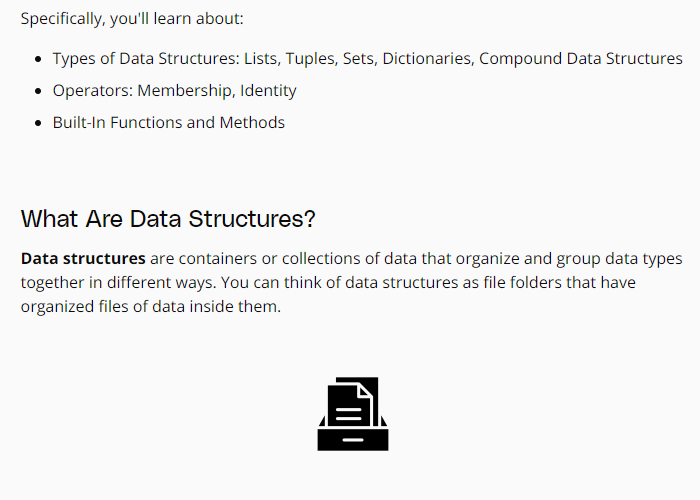 Specifically, you'll learn about:
• Types of Data Structures: Lists, Tuples, Sets, Dictionaries, Compound Data Structures
• Operators: Membership, Identity
• Built-In Functions and Methods
What Are Data Structures?
Data structures are containers or collections of data that organize and group data types
together in different ways. You can think of data structures as file folders that have
organized files of data inside them.